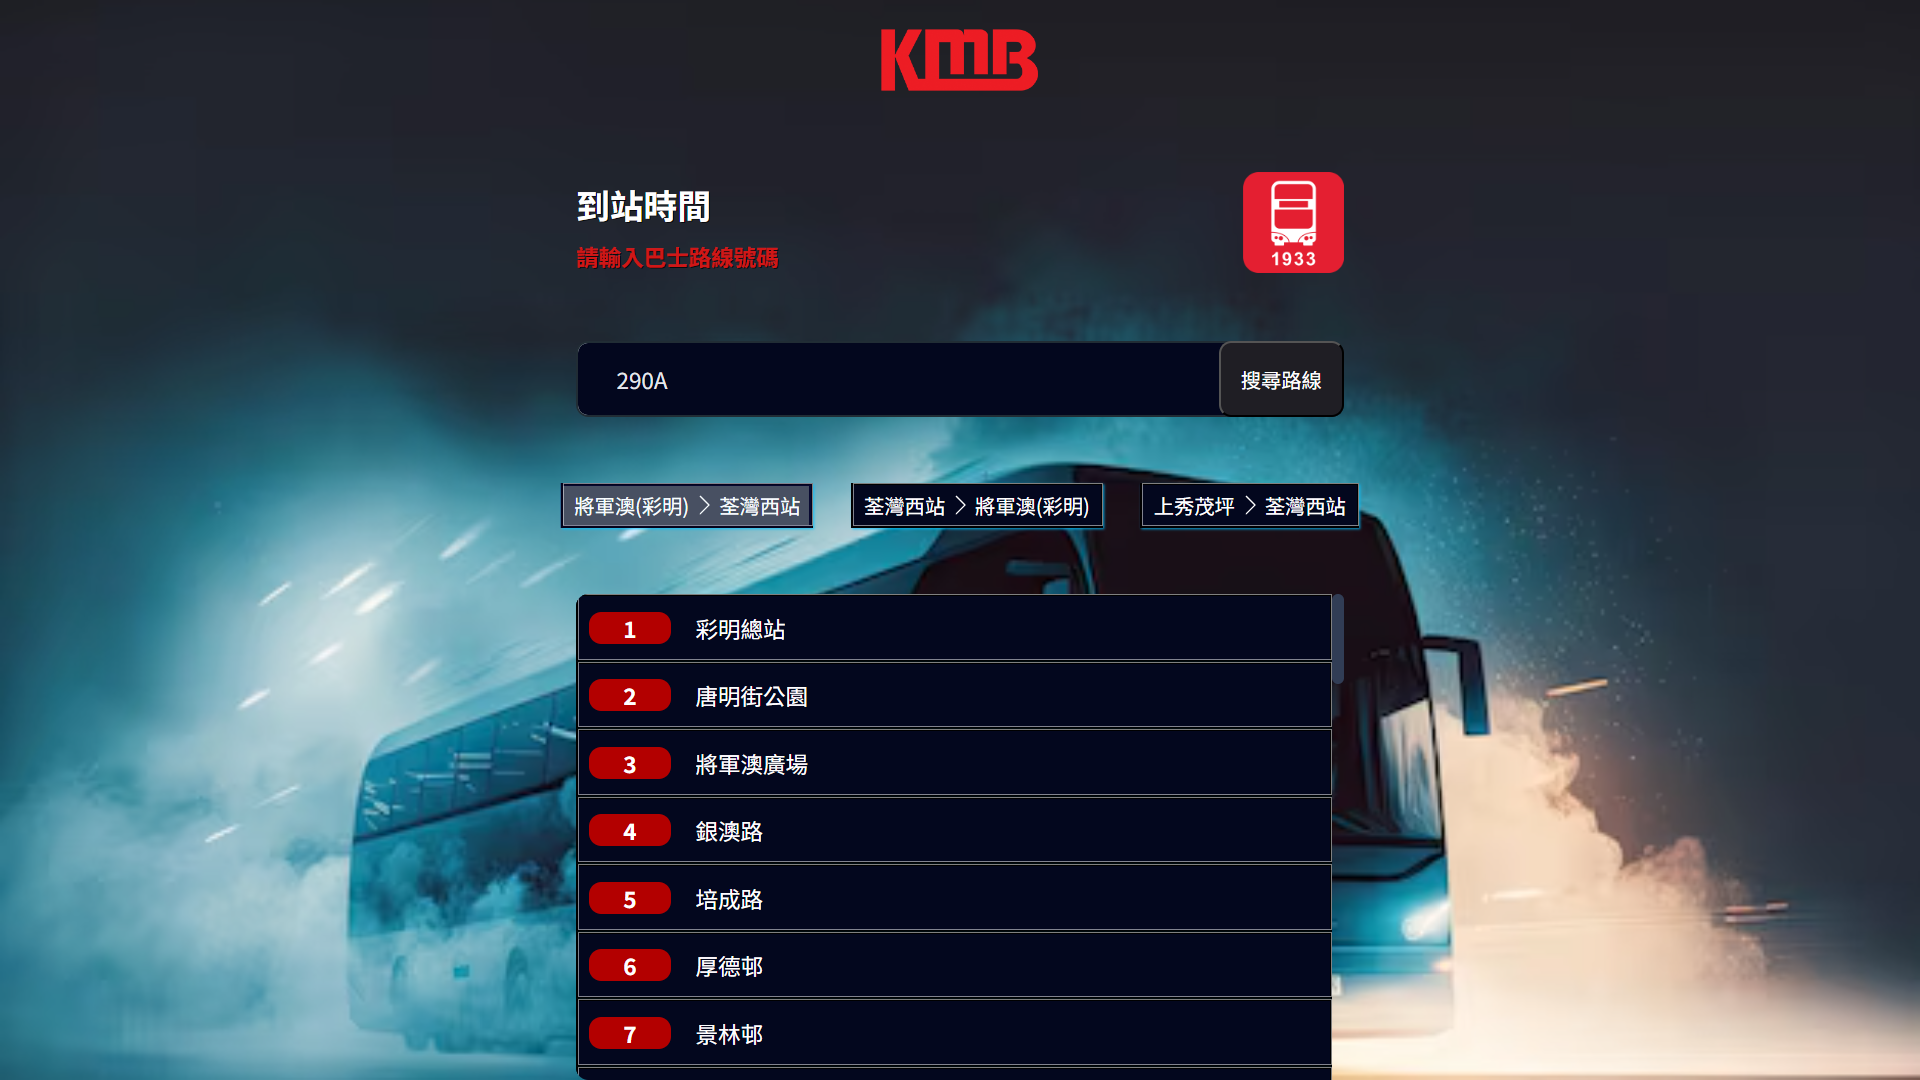 KMB
到站時間
請輸入巴士路線號碼
1933
290A
搜尋路線
將軍澳(彩明) > 荃灣西站
荃灣西站 > 將軍澳(彩明)
上秀茂坪 > 荃灣西站
1 彩明總站
2 唐明街公園
3 將軍澳廣場
4 銀澳路
5 培成路
6 厚德邨
7 景林邨